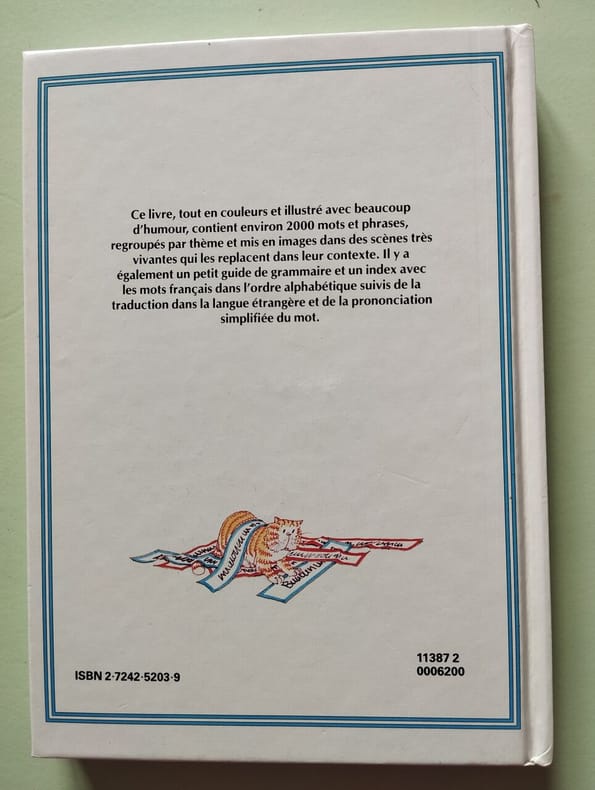 Ce livre, tout en couleurs et illustré avec beaucoup
d'humour, contient environ 2000 mots et phrases,
regroupés par thème et mis en images dans des scènes très
vivantes qui les replacent dans leur contexte. Il y a
également un petit guide de grammaire et un index avec
les mots français dans l'ordre alphabétique suivis de la
traduction dans la langue étrangère et de la prononciation
simplifiée du mot.
ISBN 2-7242-5203-9
11387 2
0006200